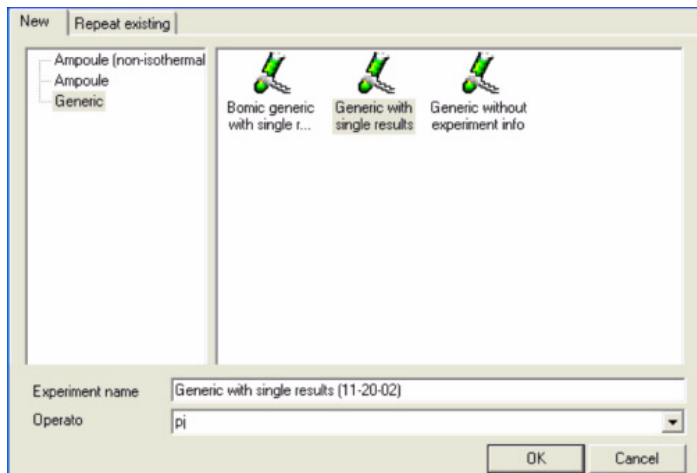 New
Repeat existing
Ampoule (non-isothermal
Ampoule
Generic
Bomic generic
with single r...
Generic with
single results
Generic without
experiment info
Experiment name
Generic with single results (11-20-02)
Operato
pj
OK
Cancel